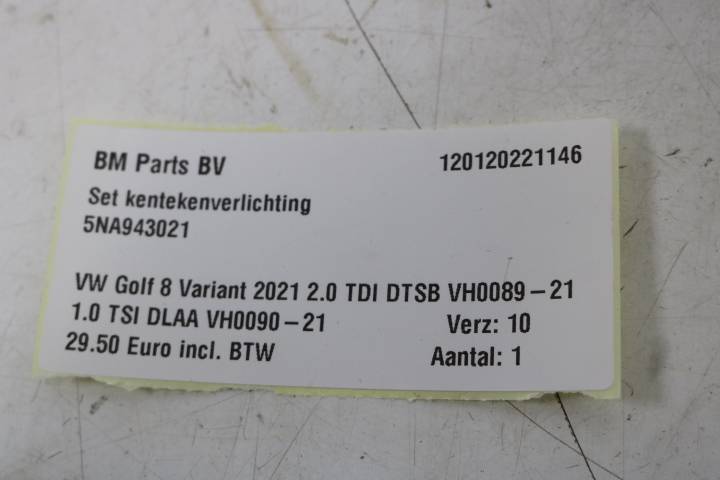 BM Parts BV 120120221146
Set kentekenverlichting
5NA943021
VW Golf 8 Variant 2021 2.0 TDI DTSB VH0089-21
1.0 TSI DLAA VH0090-21 Verz: 10
29.50 Euro incl. BTW Aantal: 1